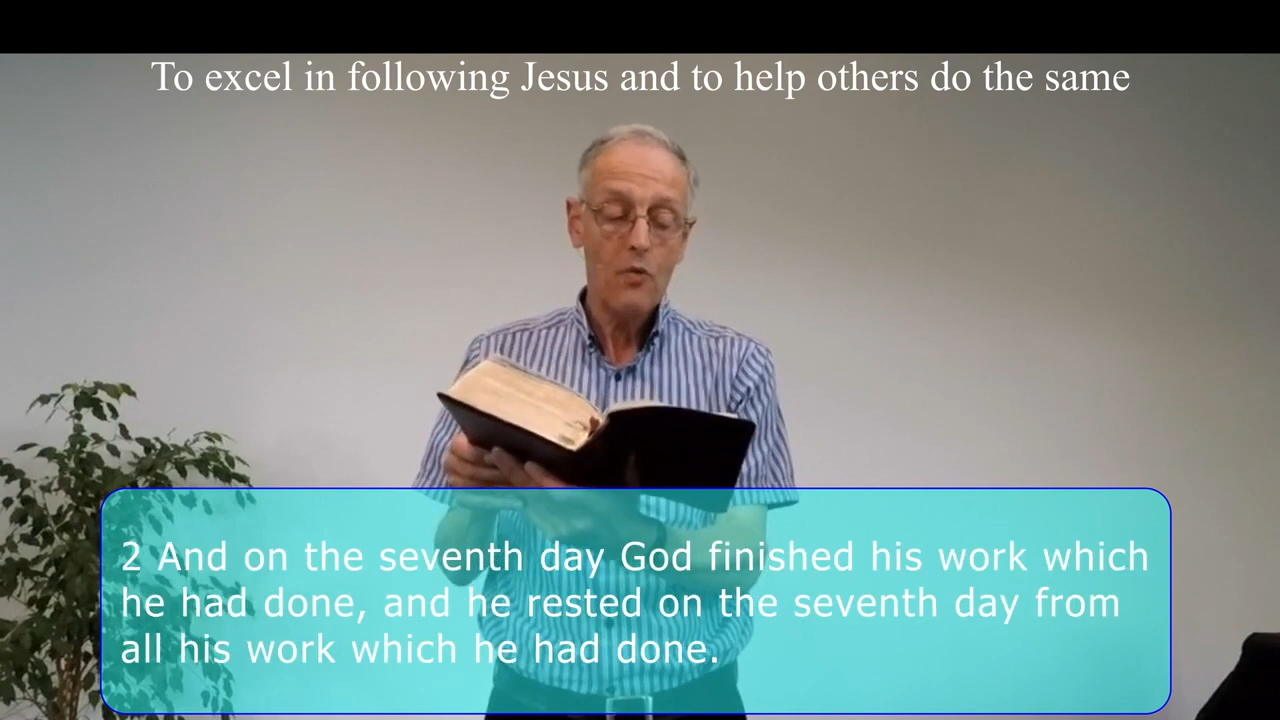 To excel in following Jesus and to help others do the same
2 And on the seventh day God finished his work which
he had done, and he rested on the seventh day from
all his work which he had done.